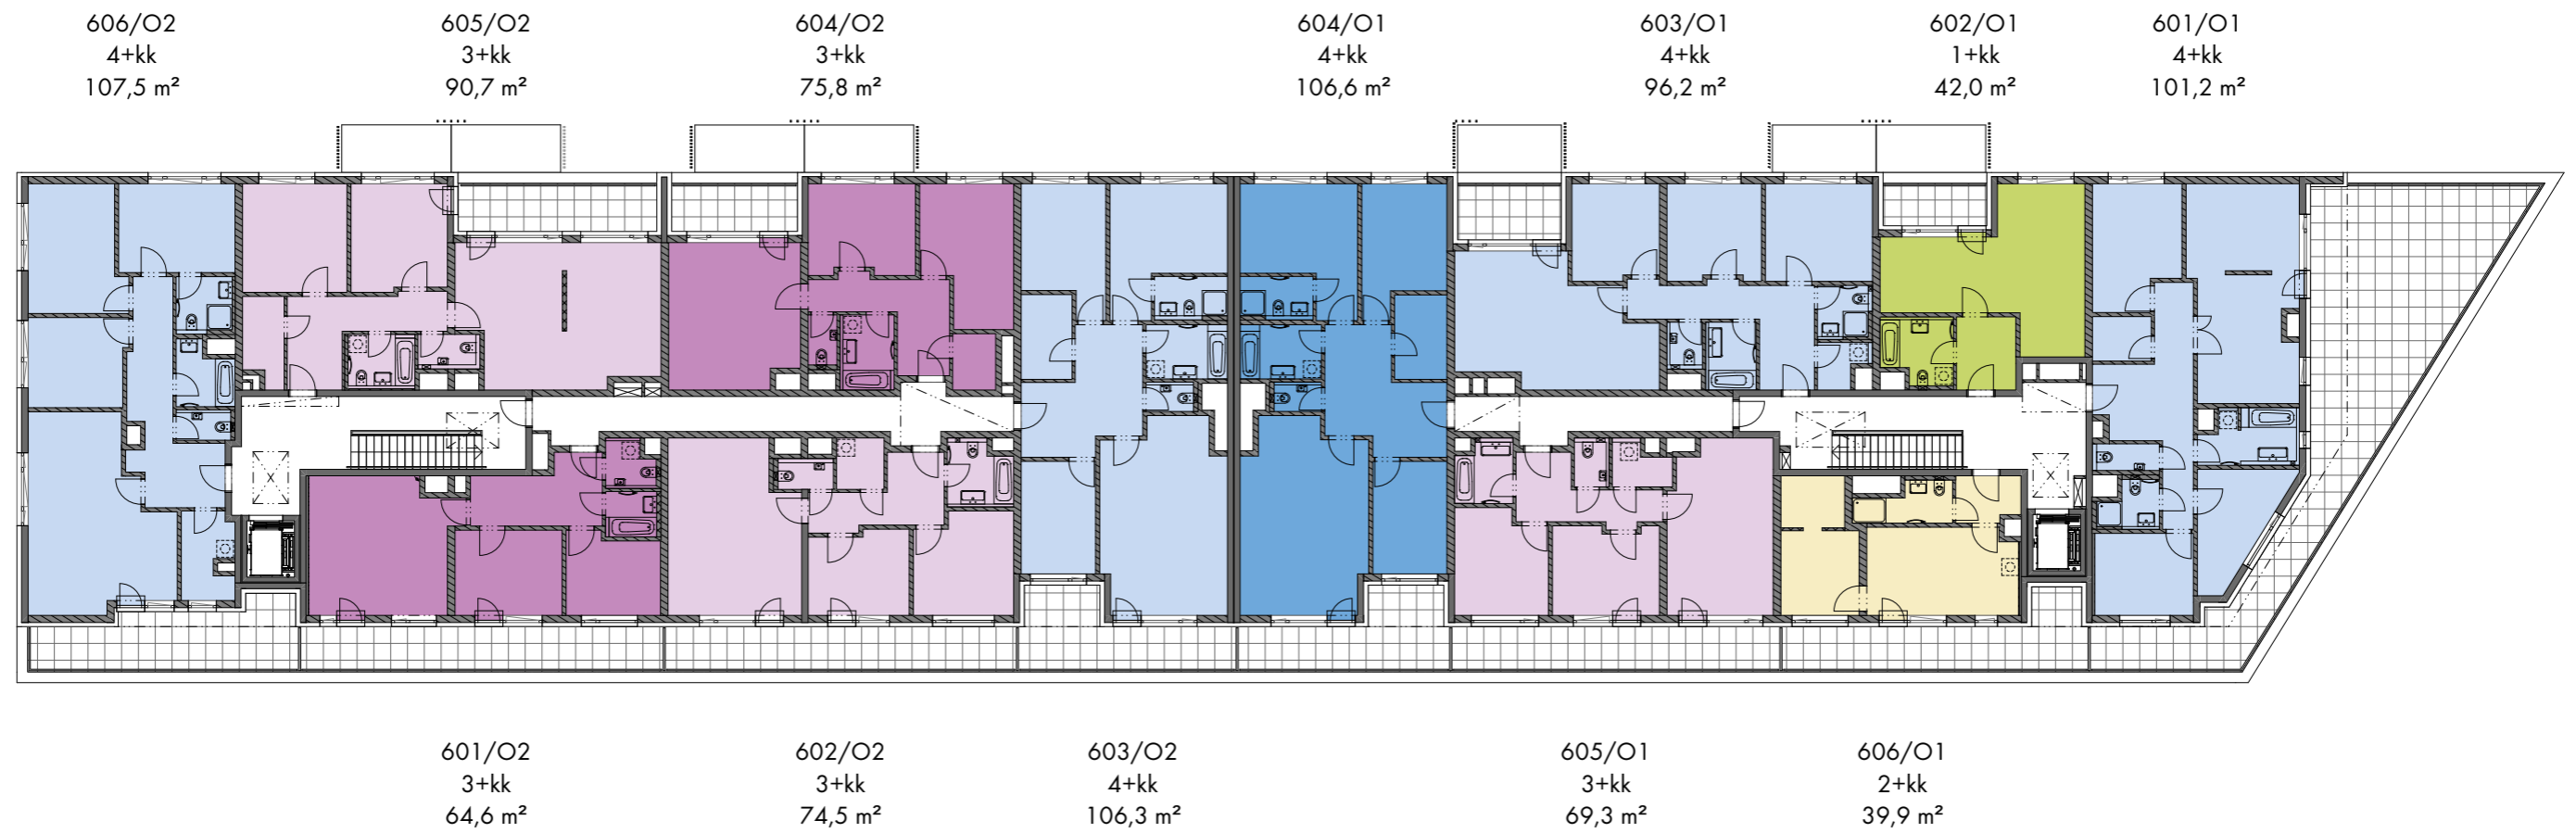 606/O2
4+kk
107,5 m²
605/O2
3+kk
90,7 m²
604/O2
3+kk
75,8 m²
604/O1
4+kk
106,6 m²
603/O1
4+kk
96,2 m²
602/O1
1+kk
42,0 m²
601/O1
4+kk
101,2 m²
601/O2
3+kk
64,6 m²
602/O2
3+kk
74,5 m²
603/O2
4+kk
106,3 m²
605/O1
3+kk
69,3 m²
606/O1
2+kk
39,9 m²